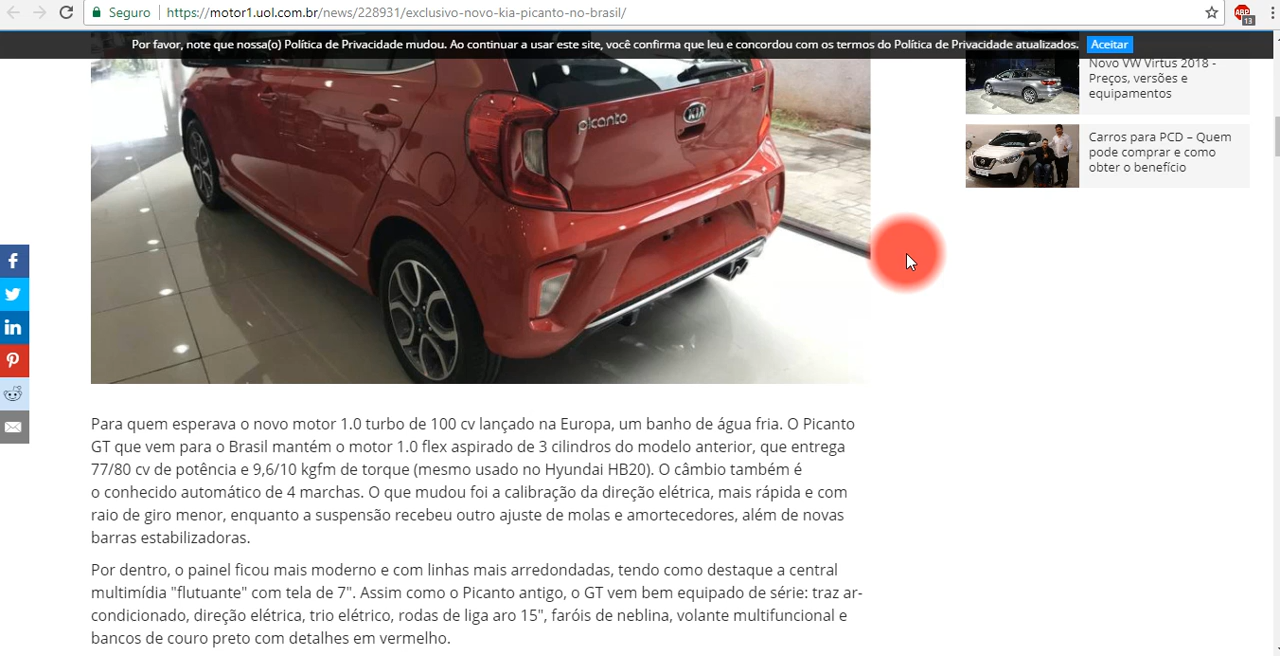 Seguro
https://motor1.uol.com.br/news/228931/exclusivo-novo-kia-picanto-no-brasil/
ABP
13
Por favor, note que nossa(o) Política de Privacidade mudou. Ao continuar a usar este site, você confirma que leu e concordou com os termos do Política de Privacidade atualizados.
Aceitar
Novo VW Virtus 2018 -
Preços, versões e
equipamentos
Carros para PCD – Quem
pode comprar e como
obter o benefício
picanto
KIA
Para quem esperava o novo motor 1.0 turbo de 100 cv lançado na Europa, um banho de água fria. O Picanto
GT que vem para o Brasil mantém o motor 1.0 flex aspirado de 3 cilindros do modelo anterior, que entrega
77/80 cv de potência e 9,6/10 kgfm de torque (mesmo usado no Hyundai HB20). O câmbio também é
o conhecido automático de 4 marchas. O que mudou foi a calibração da direção elétrica, mais rápida e com
raio de giro menor, enquanto a suspensão recebeu outro ajuste de molas e amortecedores, além de novas
barras estabilizadoras.
Por dentro, o painel ficou mais moderno e com linhas mais arredondadas, tendo como destaque a central
multimídia "flutuante" com tela de 7". Assim como o Picanto antigo, o GT vem bem equipado de série: traz ar-
condicionado, direção elétrica, trio elétrico, rodas de liga aro 15", faróis de neblina, volante multifuncional e
bancos de couro preto com detalhes em vermelho.